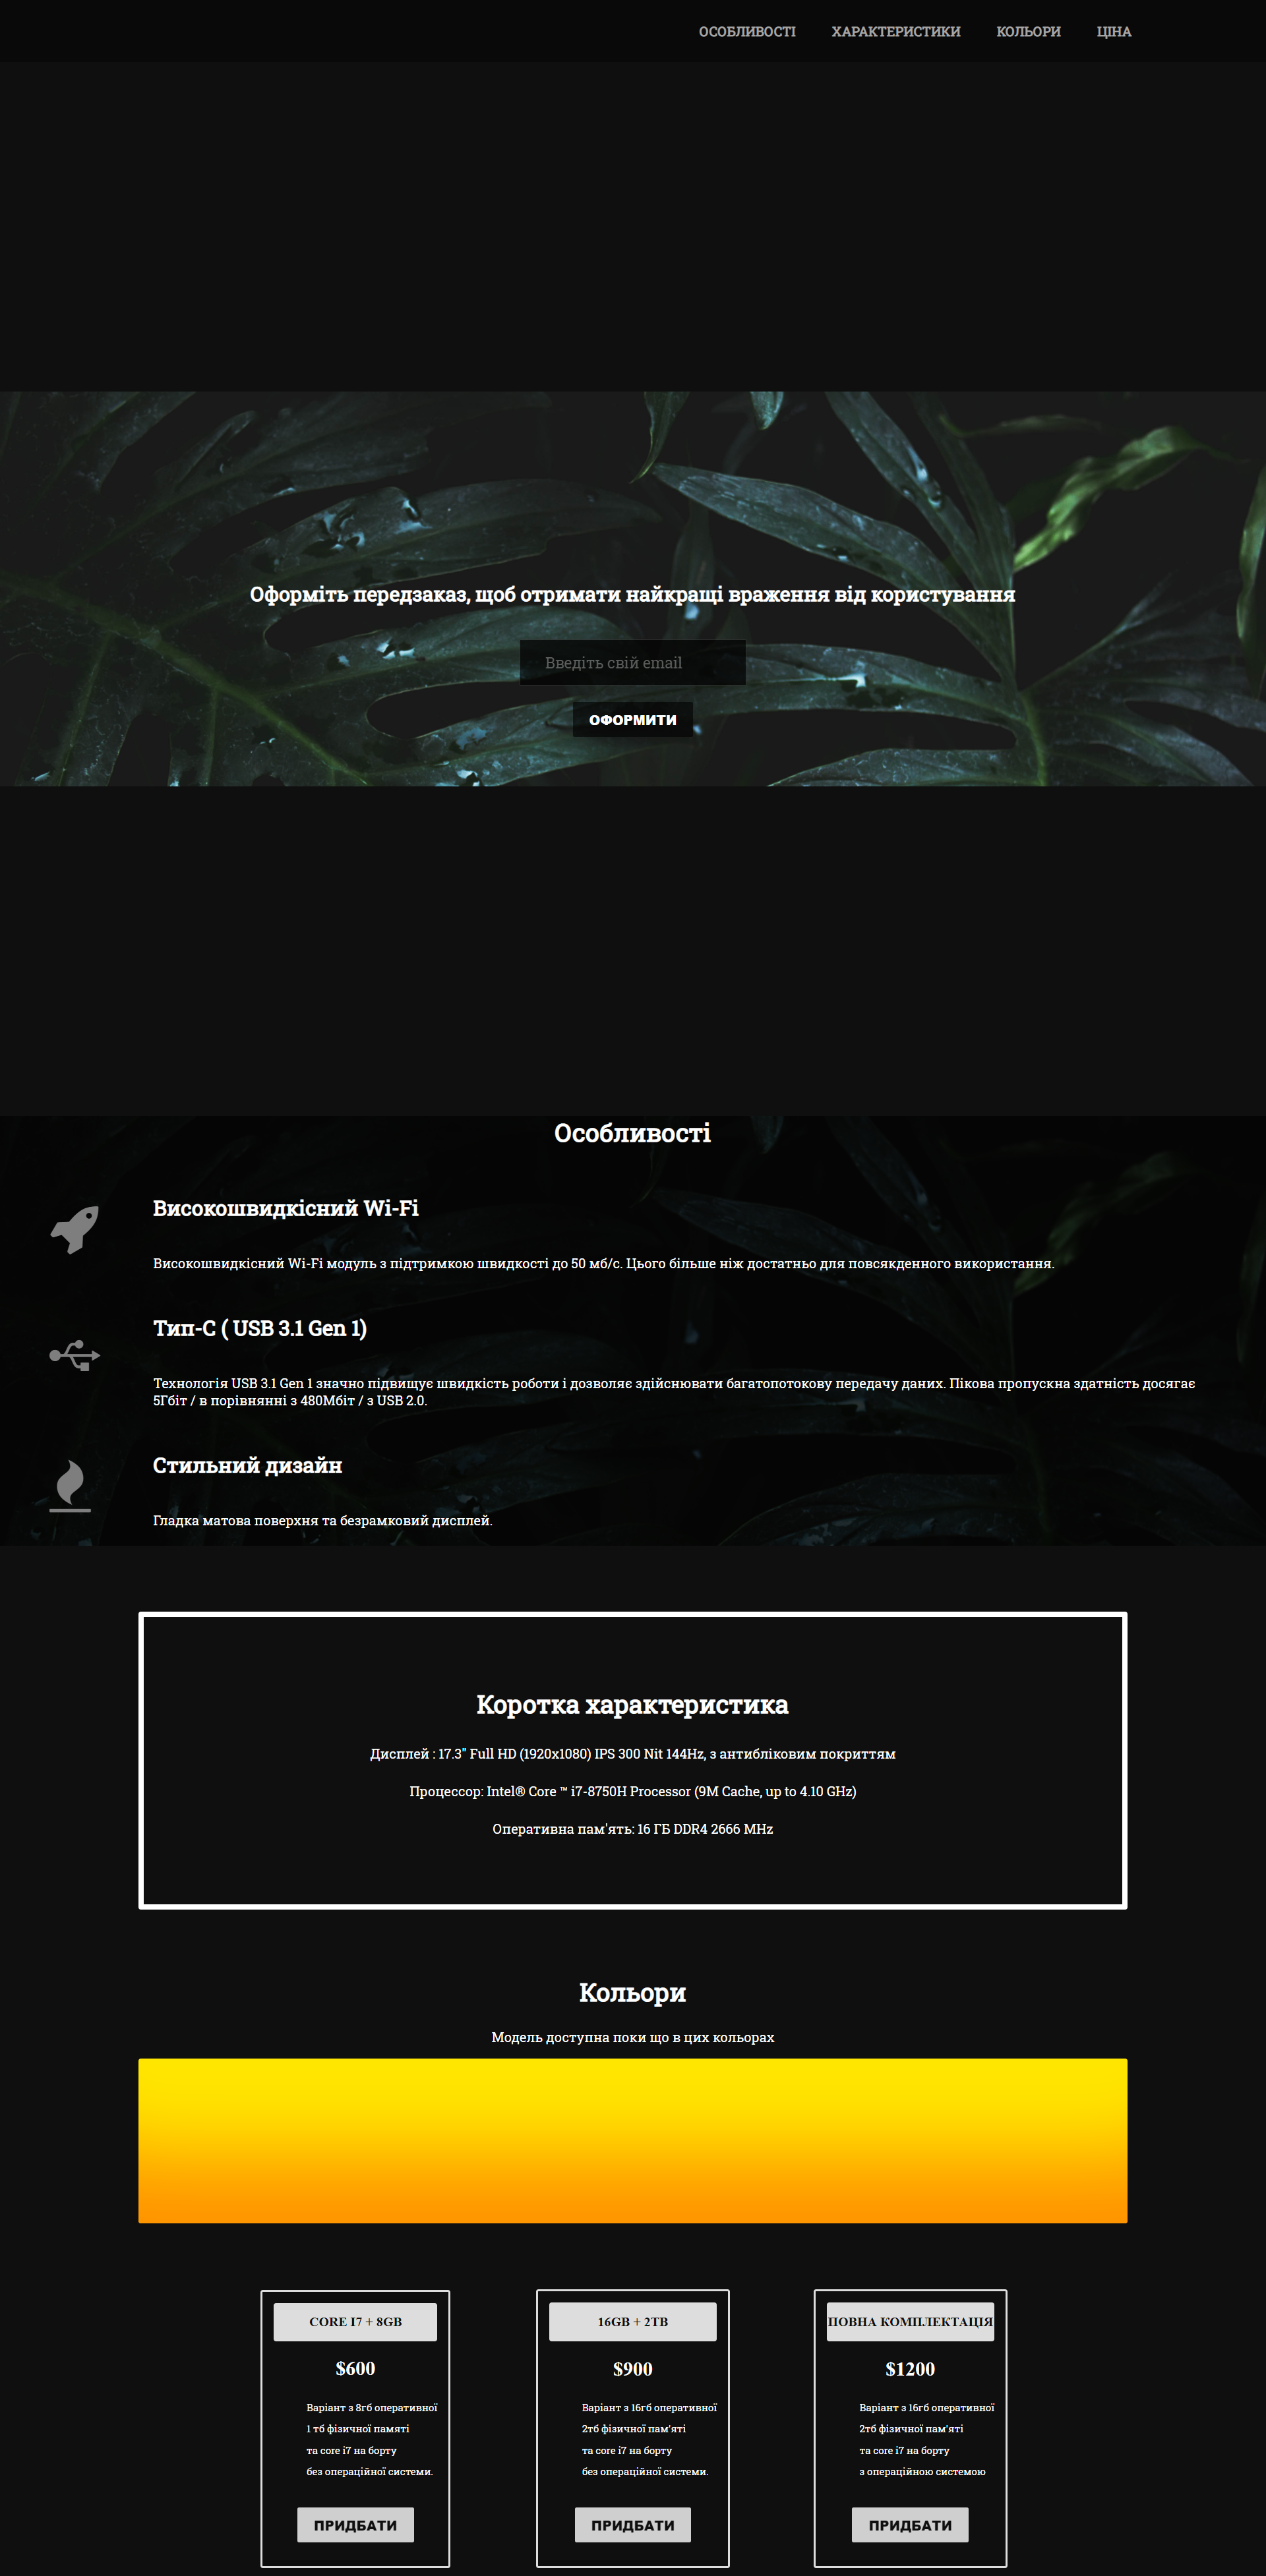 ОСОБЛИВОСТІ ХАРАКТЕРИСТИКИ КОЛЬОРИ ЦІНА
Оформіть передзаказ, щоб отримати найкращі враження від користування
Введіть свій email
ОФОРМИТИ
Особливості
Високошвидкісний Wi-Fi
Високошвидкісний Wi-Fi модуль з підтримкою швидкості до 50 мб/с. Цього більше ніж достатньо для повсякденного використання.
Тип-C ( USB 3.1 Gen 1)
Технологія USB 3.1 Gen 1 значно підвищує швидкість роботи і дозволяє здійснювати багатопотокову передачу даних. Пікова пропускна здатність досягає
5Гбіт / в порівнянні з 480Мбіт / з USB 2.0.
Стильний дизайн
Гладка матова поверхня та безрамковий дисплей.
Коротка характеристика
Дисплей : 17.3" Full HD (1920x1080) IPS 300 Nit 144Hz, з антибліковим покриттям
Процессор: Intel® Core ™ i7-8750H Processor (9M Cache, up to 4.10 GHz)
Оперативна пам'ять: 16 ГБ DDR4 2666 MHz
Кольори
Модель доступна поки що в цих кольорах
CORE I7 + 8GB
$600
Варіант з 8гб оперативної
1 тб фізичної памяті
та core i7 на борту
без операційної системи.
ПРИДБАТИ
16GB + 2TB
$900
Варіант з 16гб оперативної
2тб фізичної пам'яті
та core i7 на борту
без операційної системи.
ПРИДБАТИ
ПОВНА КОМПЛЕКТАЦІЯ
$1200
Варіант з 16гб оперативної
2тб фізичної пам'яті
та core i7 на борту
з операційною системою
ПРИДБАТИ